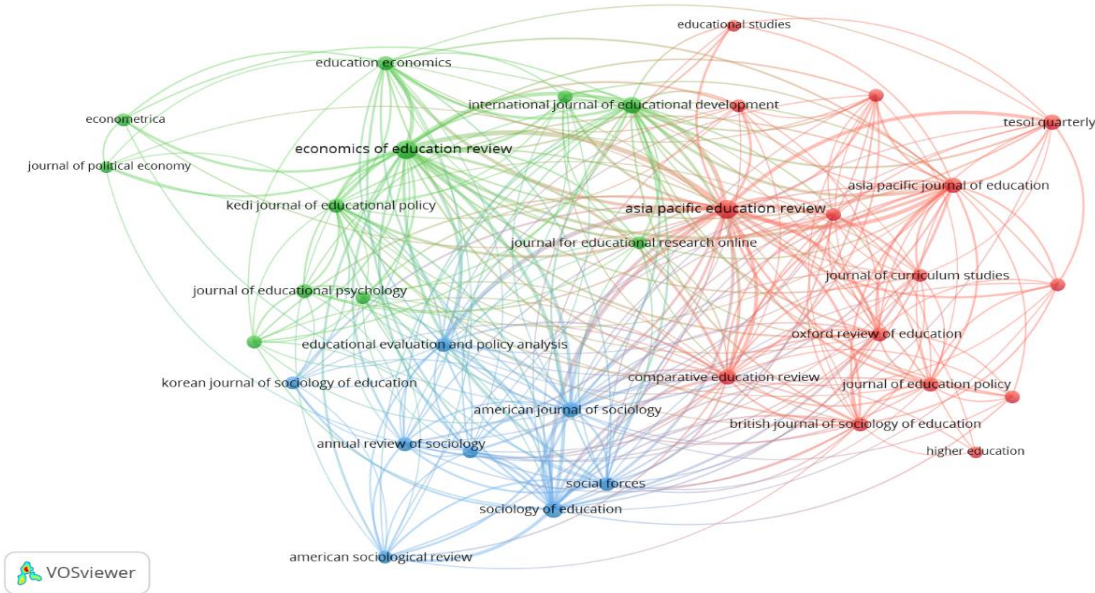 educational studies
education economics
international journal of educational development
econometrica
tesol quarterly
economics of education review
journal of political economy
asia pacific journal of education
kedi journal of educational policy
asia pacific education review
journal for educational research online
journal of curriculum studies
journal of educational psychology
oxford review of education
educational evaluation and policy analysis
comparative education review
korean journal of sociology of education
journal of education policy
american journal of sociology
british journal of sociology of education
annual review of sociology
higher education
social forces
sociology of education
american sociological review
VOSviewer